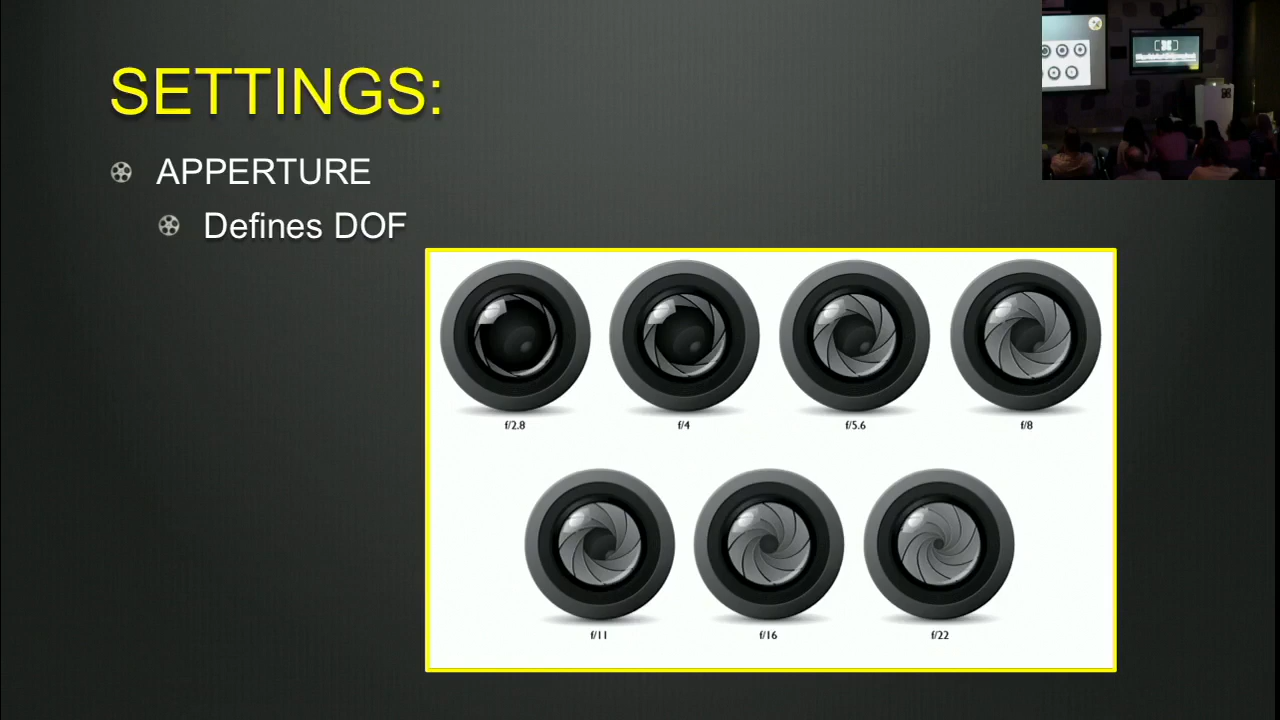 SETTINGS:
APPERTURE
Defines DOF
f/2.8 f/4 f/5.6 f/8
f/11 f/16 f/22